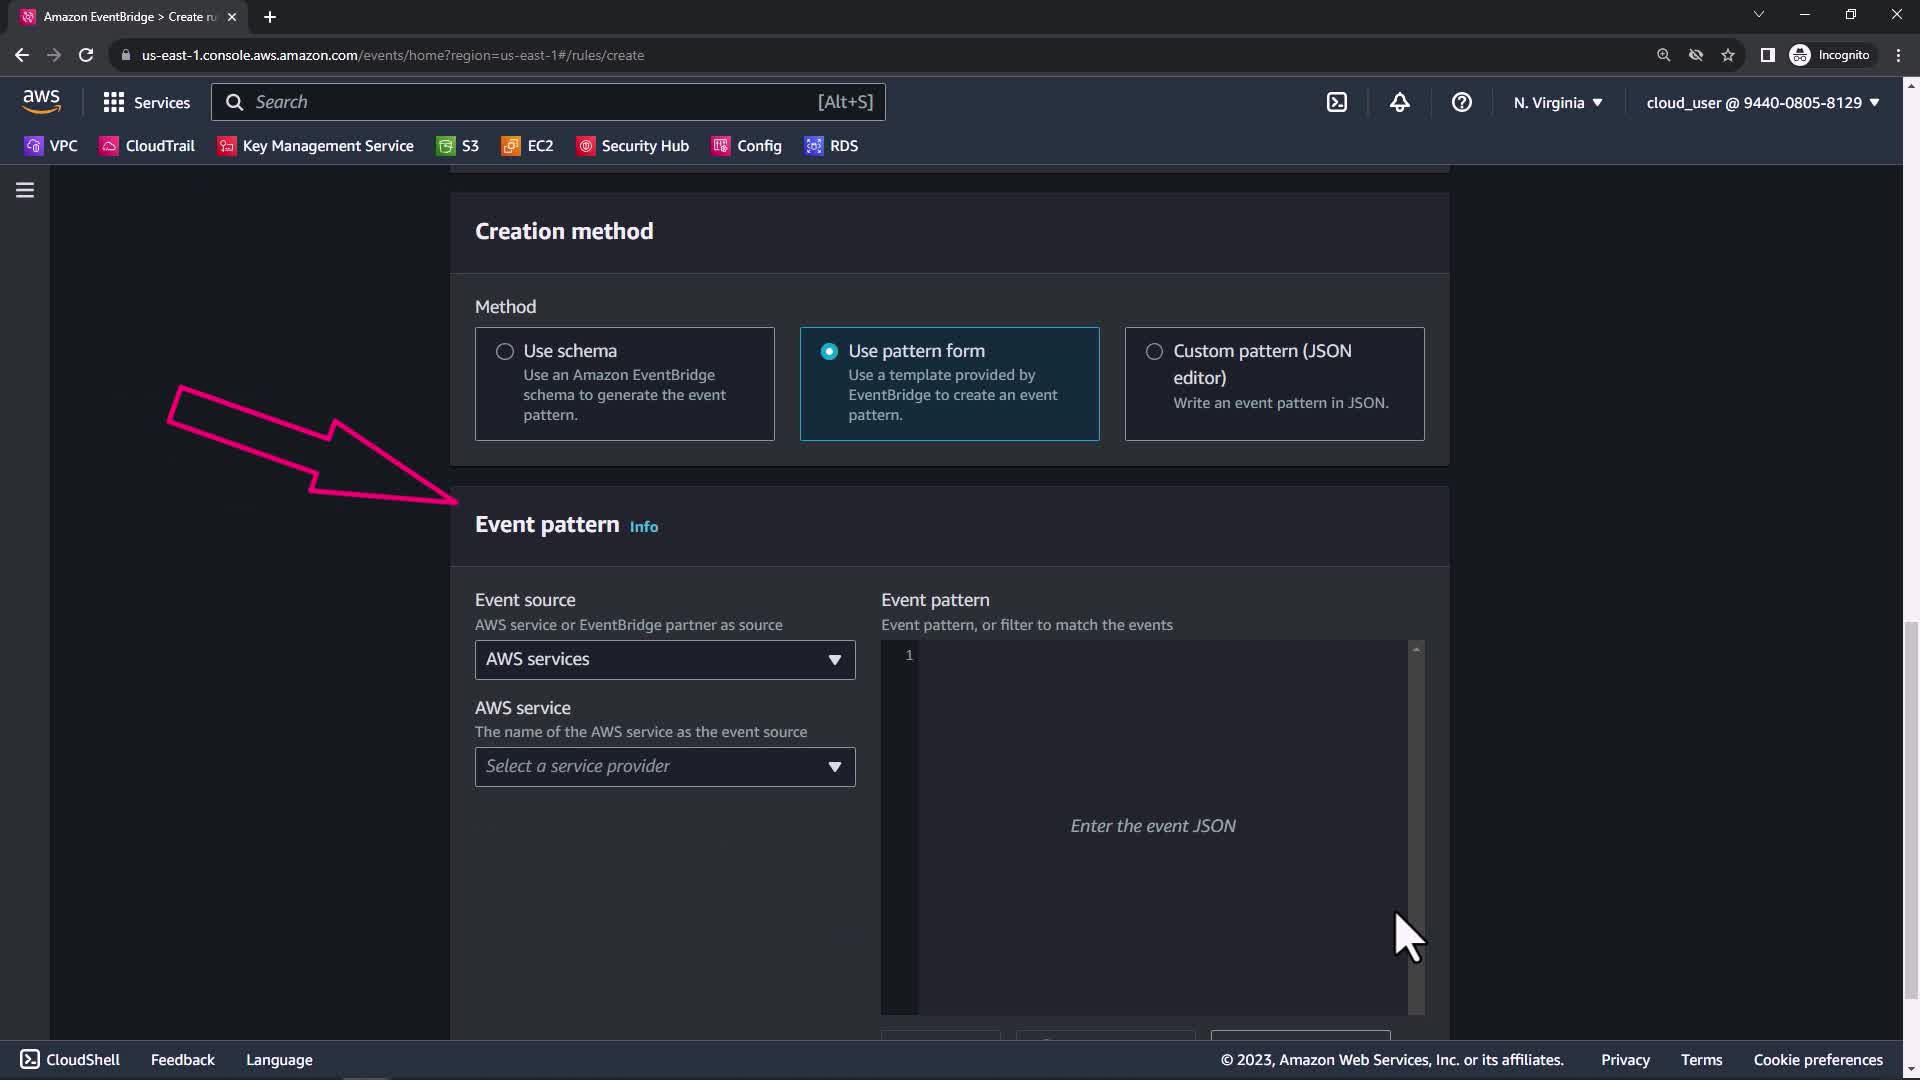 Amazon EventBridge > Create ru
us-east-1.console.aws.amazon.com/events/home?region=us-east-1#/rules/create
Incognito
aws
Services
Search
[Alt+S]
N. Virginia
cloud_user @ 9440-0805-8129
VPC
CloudTrail
Key Management Service
S3
EC2
Security Hub
Config
RDS
Creation method
Method
Use schema
Use an Amazon EventBridge
schema to generate the event
pattern.
Use pattern form
Use a template provided by
EventBridge to create an event
pattern.
Custom pattern (JSON
editor)
Write an event pattern in JSON.
Event pattern Info
Event source
AWS service or EventBridge partner as source
AWS services
AWS service
The name of the AWS service as the event source
Select a service provider
Event pattern
Event pattern, or filter to match the events
1
Enter the event JSON
CloudShell
Feedback
Language
© 2023, Amazon Web Services, Inc. or its affiliates.
Privacy
Terms
Cookie preferences